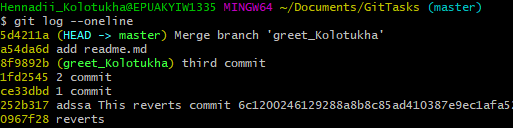 Hennadii_Kolotukha@EPUAKYIW1335 MINGW64 ~/Documents/GitTasks (master)
$ git log --oneline
5d4211a (HEAD -> master) Merge branch 'greet_Kolotukha'
a54da6d add readme.md
8f9892b (greet_Kolotukha) third commit
1fd2545 2 commit
ce33dbd 1 commit
252b317 adssa This reverts commit 6c1200246129288a8b8c85ad410387e9ec1afa5
0967f28 reverts